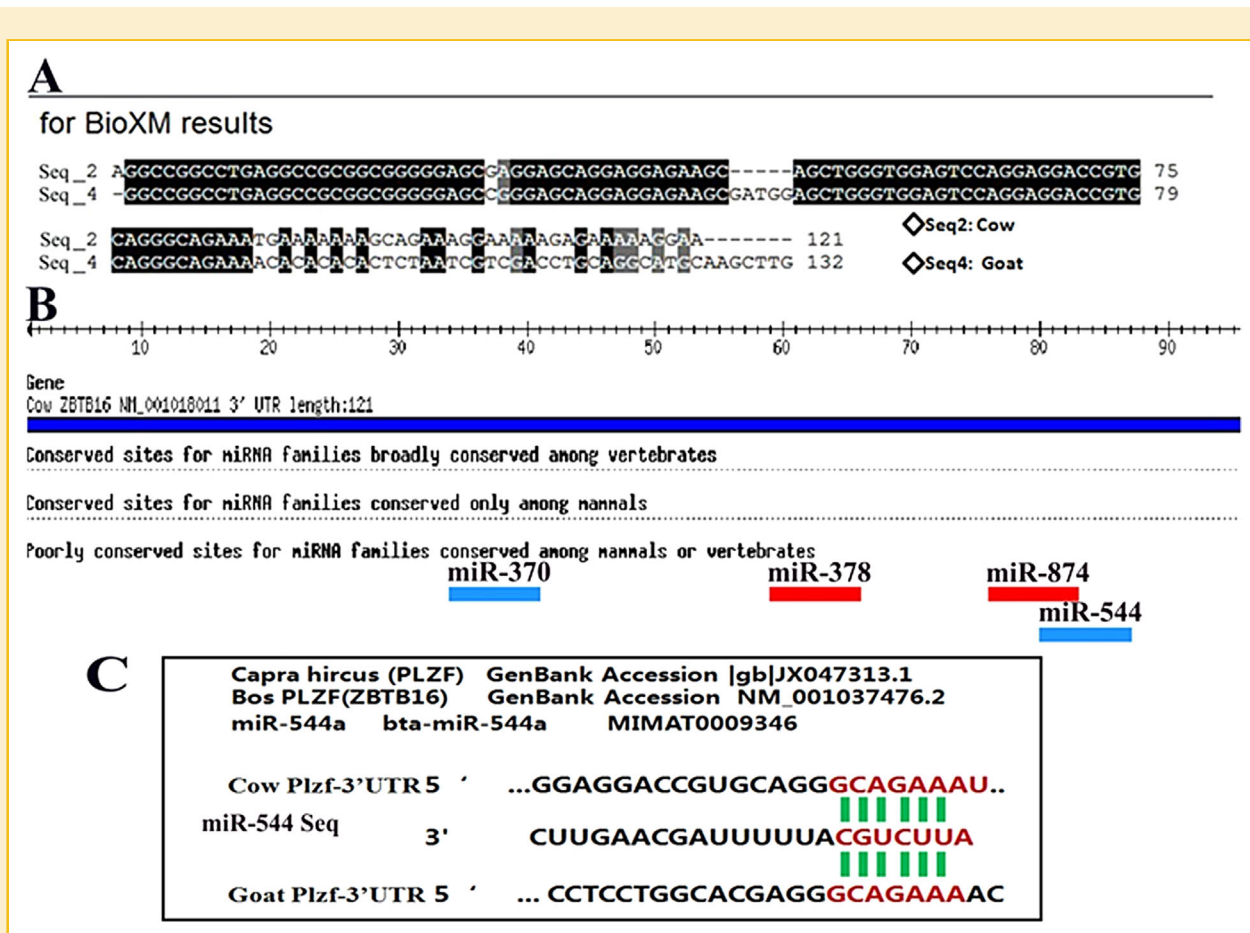 A
for BioXM results
Seq_2 AGGCCGGCCTGAGGCCGCGGCGGGGGAGCGAGGAGCAGGAGGAGAAGC-----AGCTGGGTGGAGTCCAGGAGGACCGTG 75
Seq_4 -GGCCGGCCTGAGGCCGCGGCGGGGGAGCCGGGAGCAGGAGGAGAAGCGATGGAGCTGGGTGGAGTCCAGGAGGACCGTG 79
Seq_2 CAGGGCAGAAATGAAAAAAAGCAGAAAGGAAAAAGAGAAAAAGGAA------- 121
Seq_4 CAGGGCAGAAAACACACACACTCTAATCGTCGACCTGCAGGCATGCAAGCTTG 132
◇Seq2: Cow
◇Seq4: Goat
B
10 20 30 40 50 60 70 80 90
Gene
Cow ZBTB16 NM_001018011 3' UTR length:121
Conserved sites for miRNA families broadly conserved among vertebrates
Conserved sites for miRNA families conserved only among mammals
Poorly conserved sites for miRNA families conserved among mammals or vertebrates
miR-370 miR-378 miR-874
miR-544
C
Capra hircus (PLZF) GenBank Accession |gb|JX047313.1
Bos PLZF(ZBTB16) GenBank Accession NM_001037476.2
miR-544a bta-miR-544a MIMAT0009346
Cow Plzf-3'UTR 5 ' ...GGAGGACCGUGCAGGGCAGAAAU..
miR-544 Seq 3' CUUGAACGAUUUUUACGUCUUA
Goat Plzf-3'UTR 5 ' ... CCTCCTGGCACGAGGGCAGAAAAC